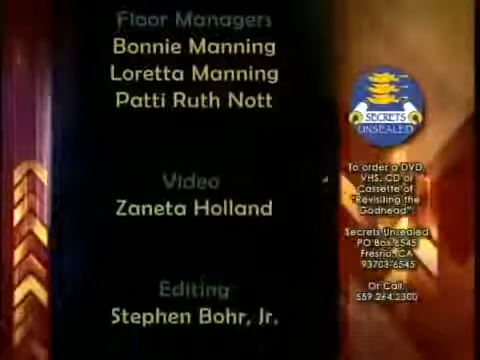 Floor Managers
Bonnie Manning
Loretta Manning
Patti Ruth Nott
Video
Zaneta Holland
Editing
Stephen Bohr, Jr.
SECRETS
UNSEALED
To order a DVD,
VHS, CD or
Cassette of
"Revisiting the
Godhead":
Secrets Unsealed
PO Box 6545
Fresno, CA
93703-6545
Or Call:
559.264.2300